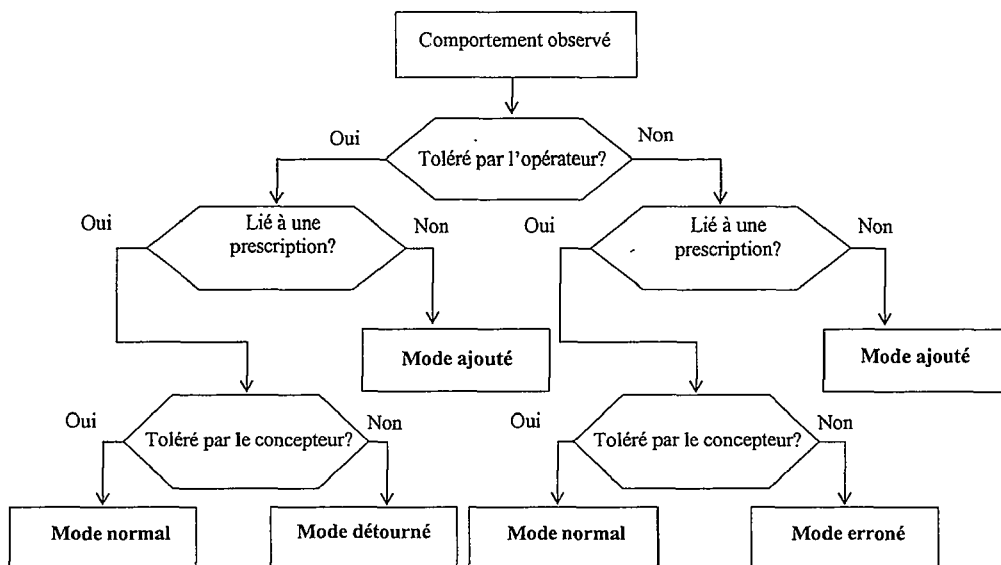 Comportement observé
Oui
Toléré par l'opérateur?
Non
Oui
Lié à une
prescription?
Non
Oui
Lié à une
prescription?
Non
Mode ajouté
Mode ajouté
Oui
Toléré par le concepteur?
Non
Oui
Toléré par le concepteur?
Non
Mode normal
Mode détourné
Mode normal
Mode erroné